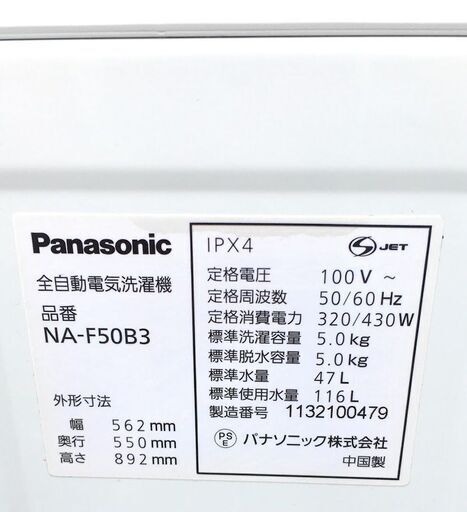 Panasonic
全自動電気洗濯機
品番
NA-F50B3
外形寸法
幅 562mm
奥行 550mm
高さ 892mm
IPX4
S JET
定格電圧 100V ~
定格周波数 50/60Hz
定格消費電力 320/430W
標準洗濯容量 5.0kg
標準脱水容量 5.0kg
標準水量 47L
標準使用水量 116L
製造番号 1132100479
PSE パナソニック株式会社
中国製